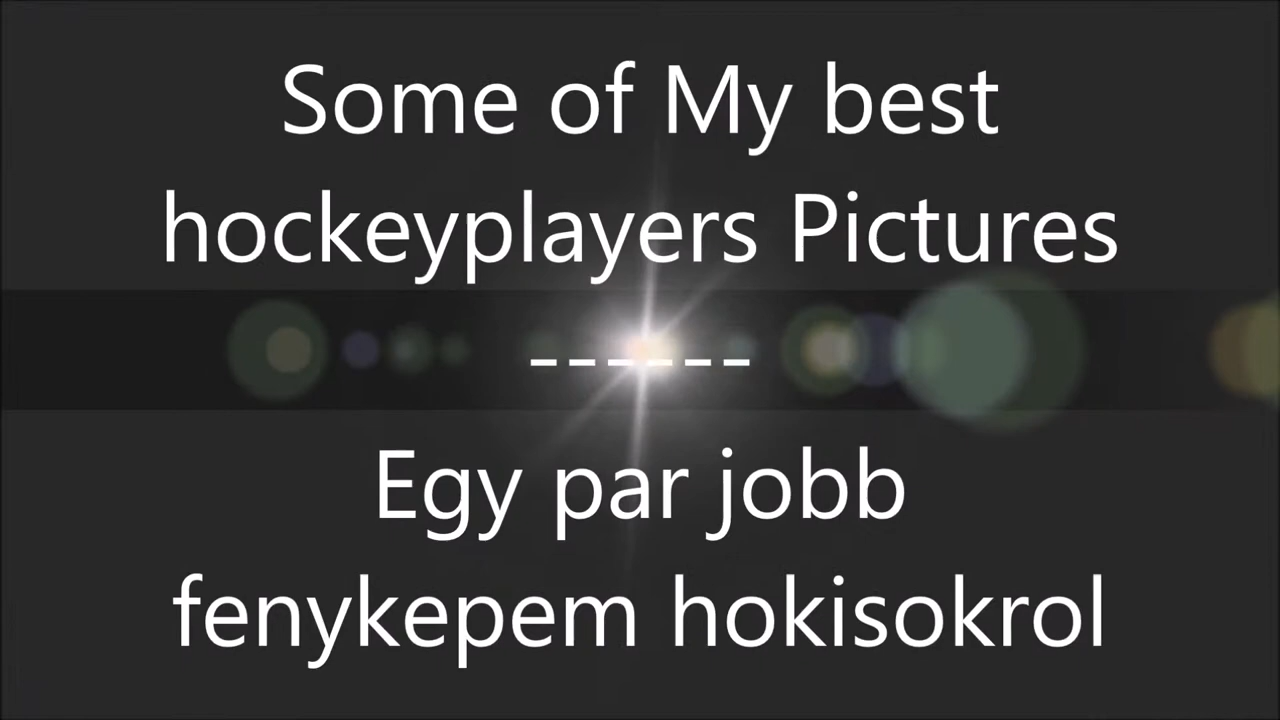 Some of My best
hockeyplayers Pictures
------
Egy par jobb
fenykepem hokisokrol